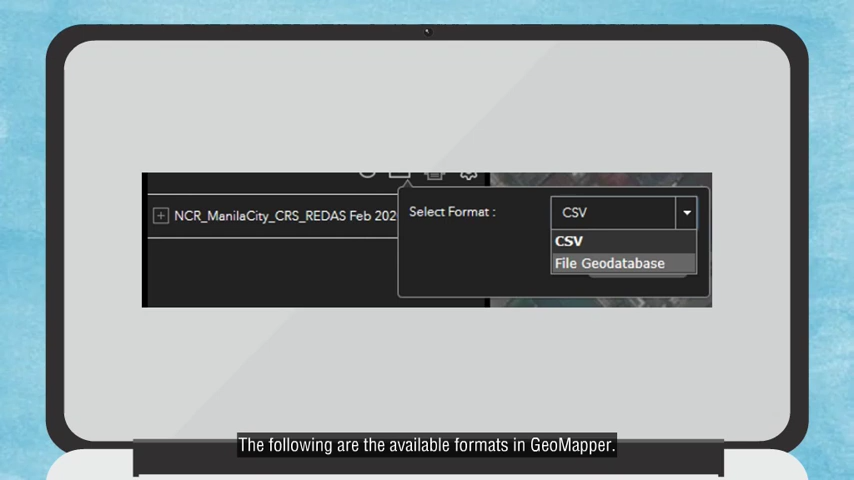 NCR_ManilaCity_CRS_REDAS Feb 202
Select Format :
CSV
CSV
File Geodatabase
The following are the available formats in GeoMapper.